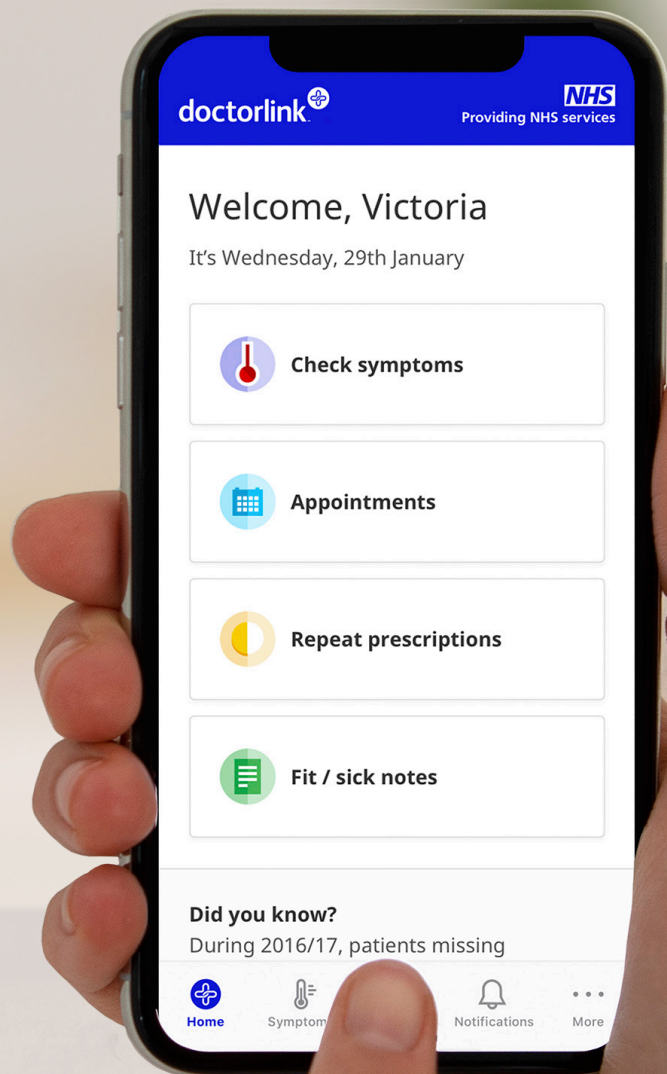 doctorlink
NHS
Providing NHS services
Welcome, Victoria
It’s Wednesday, 29th January
Check symptoms
Appointments
Repeat prescriptions
Fit / sick notes
Did you know?
During 2016/17, patients missing
Home
Notifications
More